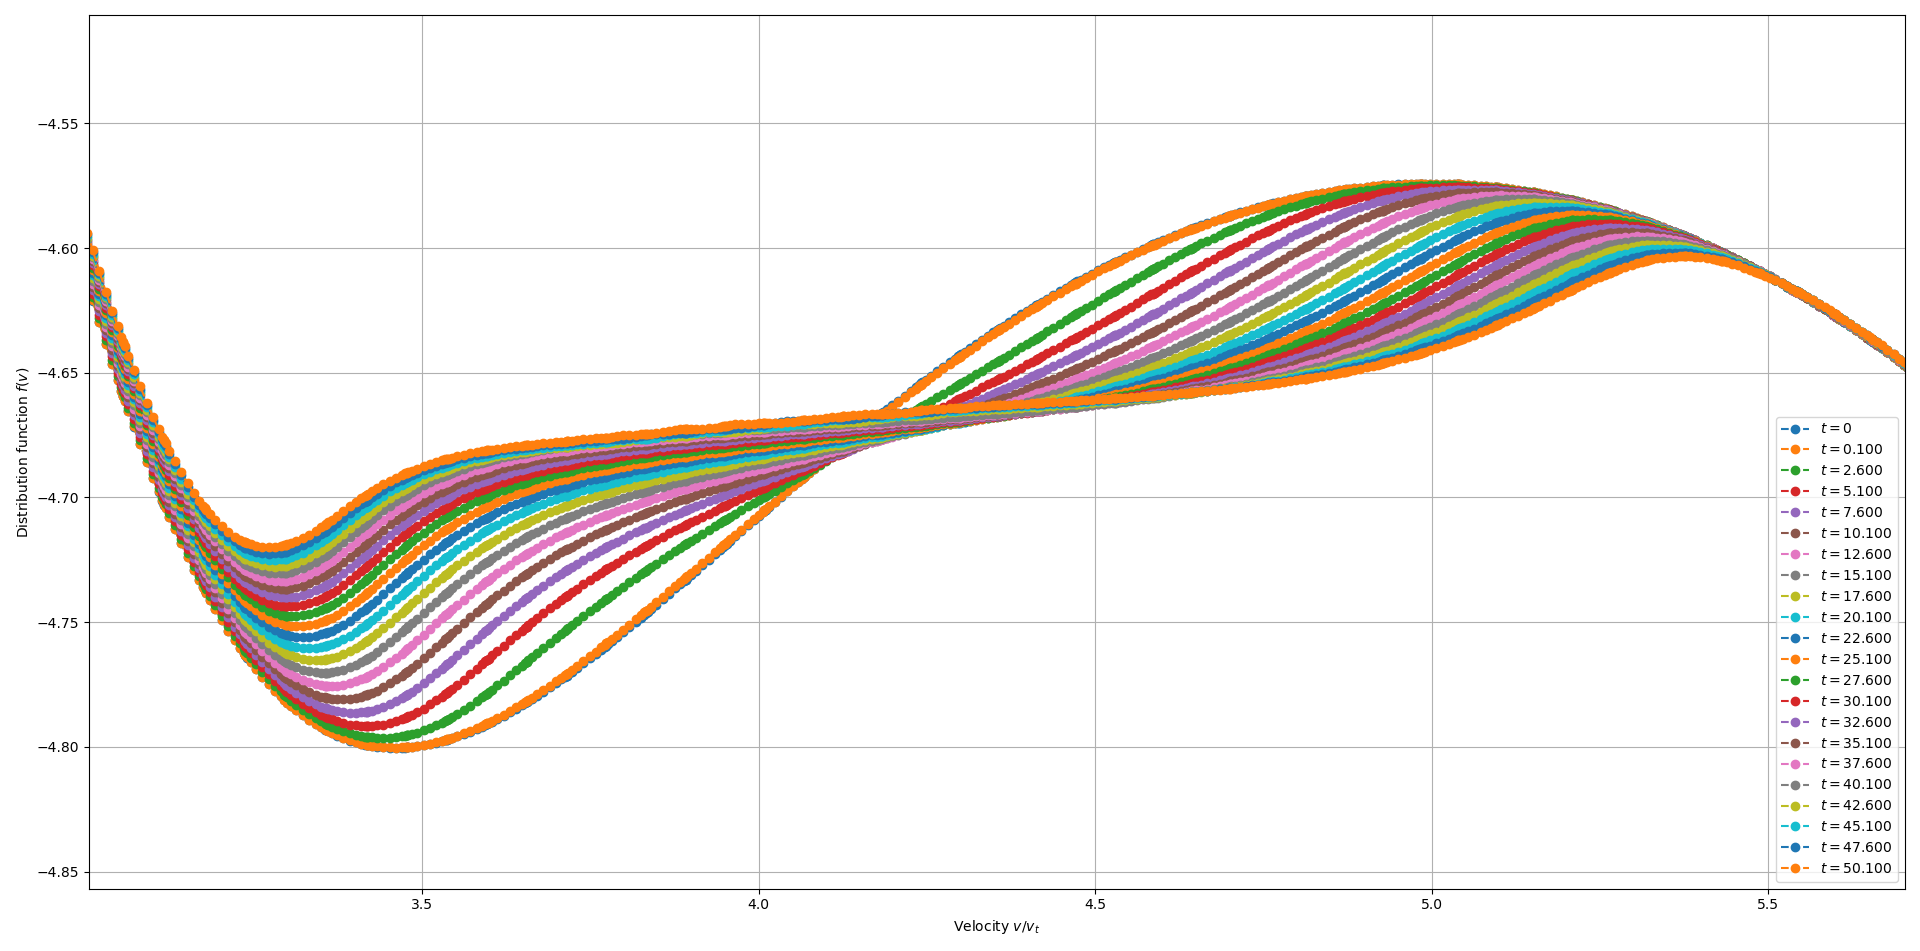 Distribution function f(v)
−4.55
−4.60
−4.65
−4.70
−4.75
−4.80
−4.85
3.5
4.0
4.5
5.0
5.5
Velocity v/v_t
t = 0
t = 0.100
t = 2.600
t = 5.100
t = 7.600
t = 10.100
t = 12.600
t = 15.100
t = 17.600
t = 20.100
t = 22.600
t = 25.100
t = 27.600
t = 30.100
t = 32.600
t = 35.100
t = 37.600
t = 40.100
t = 42.600
t = 45.100
t = 47.600
t = 50.100